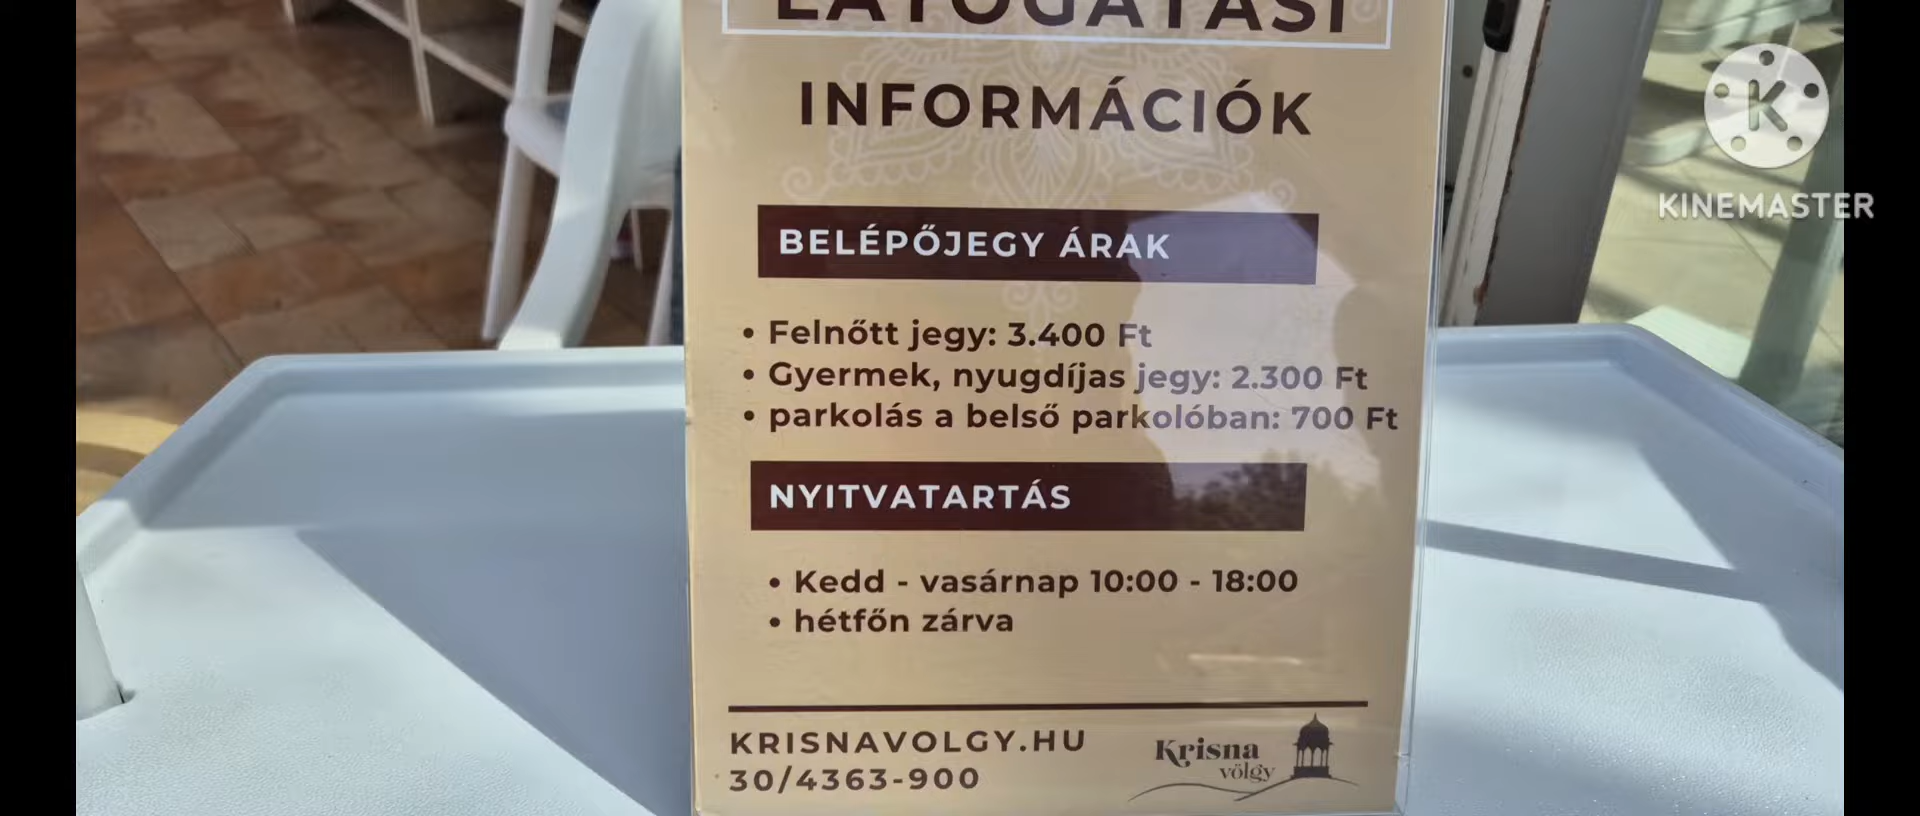 LÁTOGATÁSI
INFORMÁCIÓK
BELÉPŐJEGY ÁRAK
• Felnőtt jegy: 3.400 Ft
• Gyermek, nyugdíjas jegy: 2.300 Ft
• parkolás a belső parkolóban: 700 Ft
NYITVATARTÁS
• Kedd - vasárnap 10:00 - 18:00
• hétfőn zárva
KRISNAVOLGY.HU
30/4363-900
Krisna
völgy
K
KINEMASTER